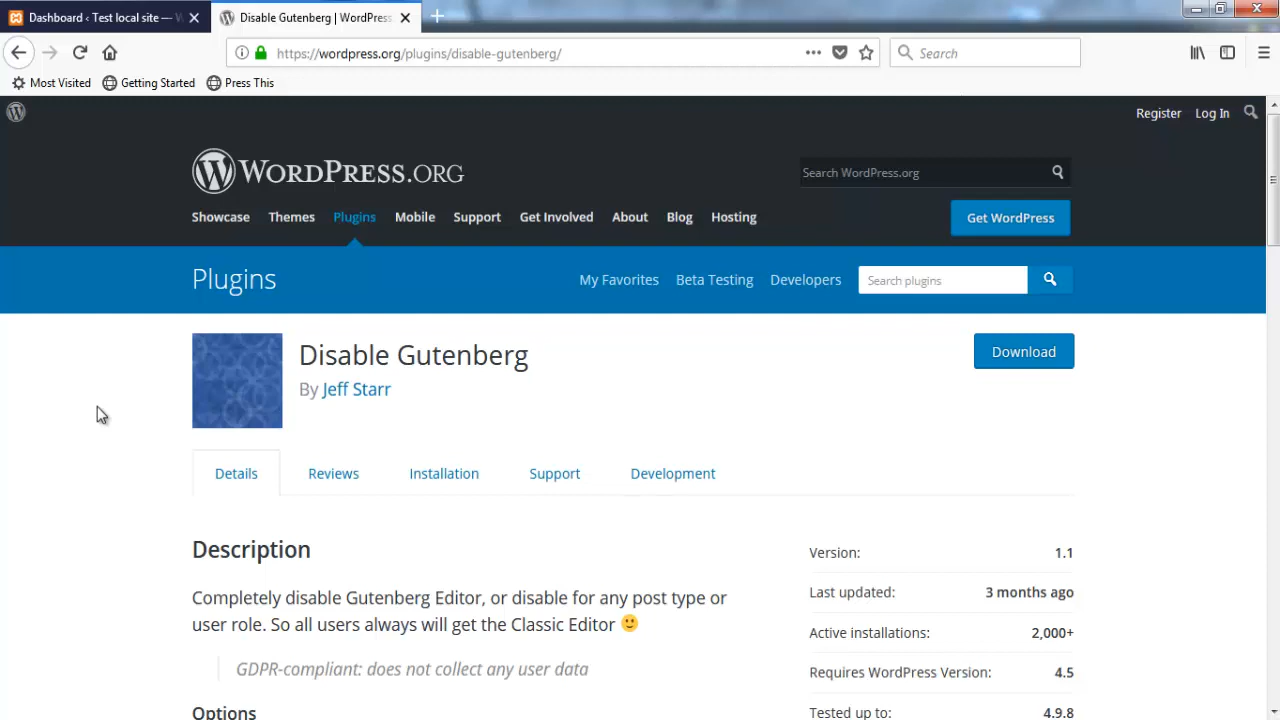 Dashboard ‹ Test local site — W
Disable Gutenberg | WordPress
https://wordpress.org/plugins/disable-gutenberg/
Search
Most Visited
Getting Started
Press This
Register
Log In
WORDPRESS.ORG
Search WordPress.org
Showcase
Themes
Plugins
Mobile
Support
Get Involved
About
Blog
Hosting
Get WordPress
Plugins
My Favorites
Beta Testing
Developers
Search plugins
Disable Gutenberg
By Jeff Starr
Download
Details
Reviews
Installation
Support
Development
Description
Completely disable Gutenberg Editor, or disable for any post type or
user role. So all users always will get the Classic Editor 🙂
GDPR-compliant: does not collect any user data
Options
Version: 1.1
Last updated: 3 months ago
Active installations: 2,000+
Requires WordPress Version: 4.5
Tested up to: 4.9.8